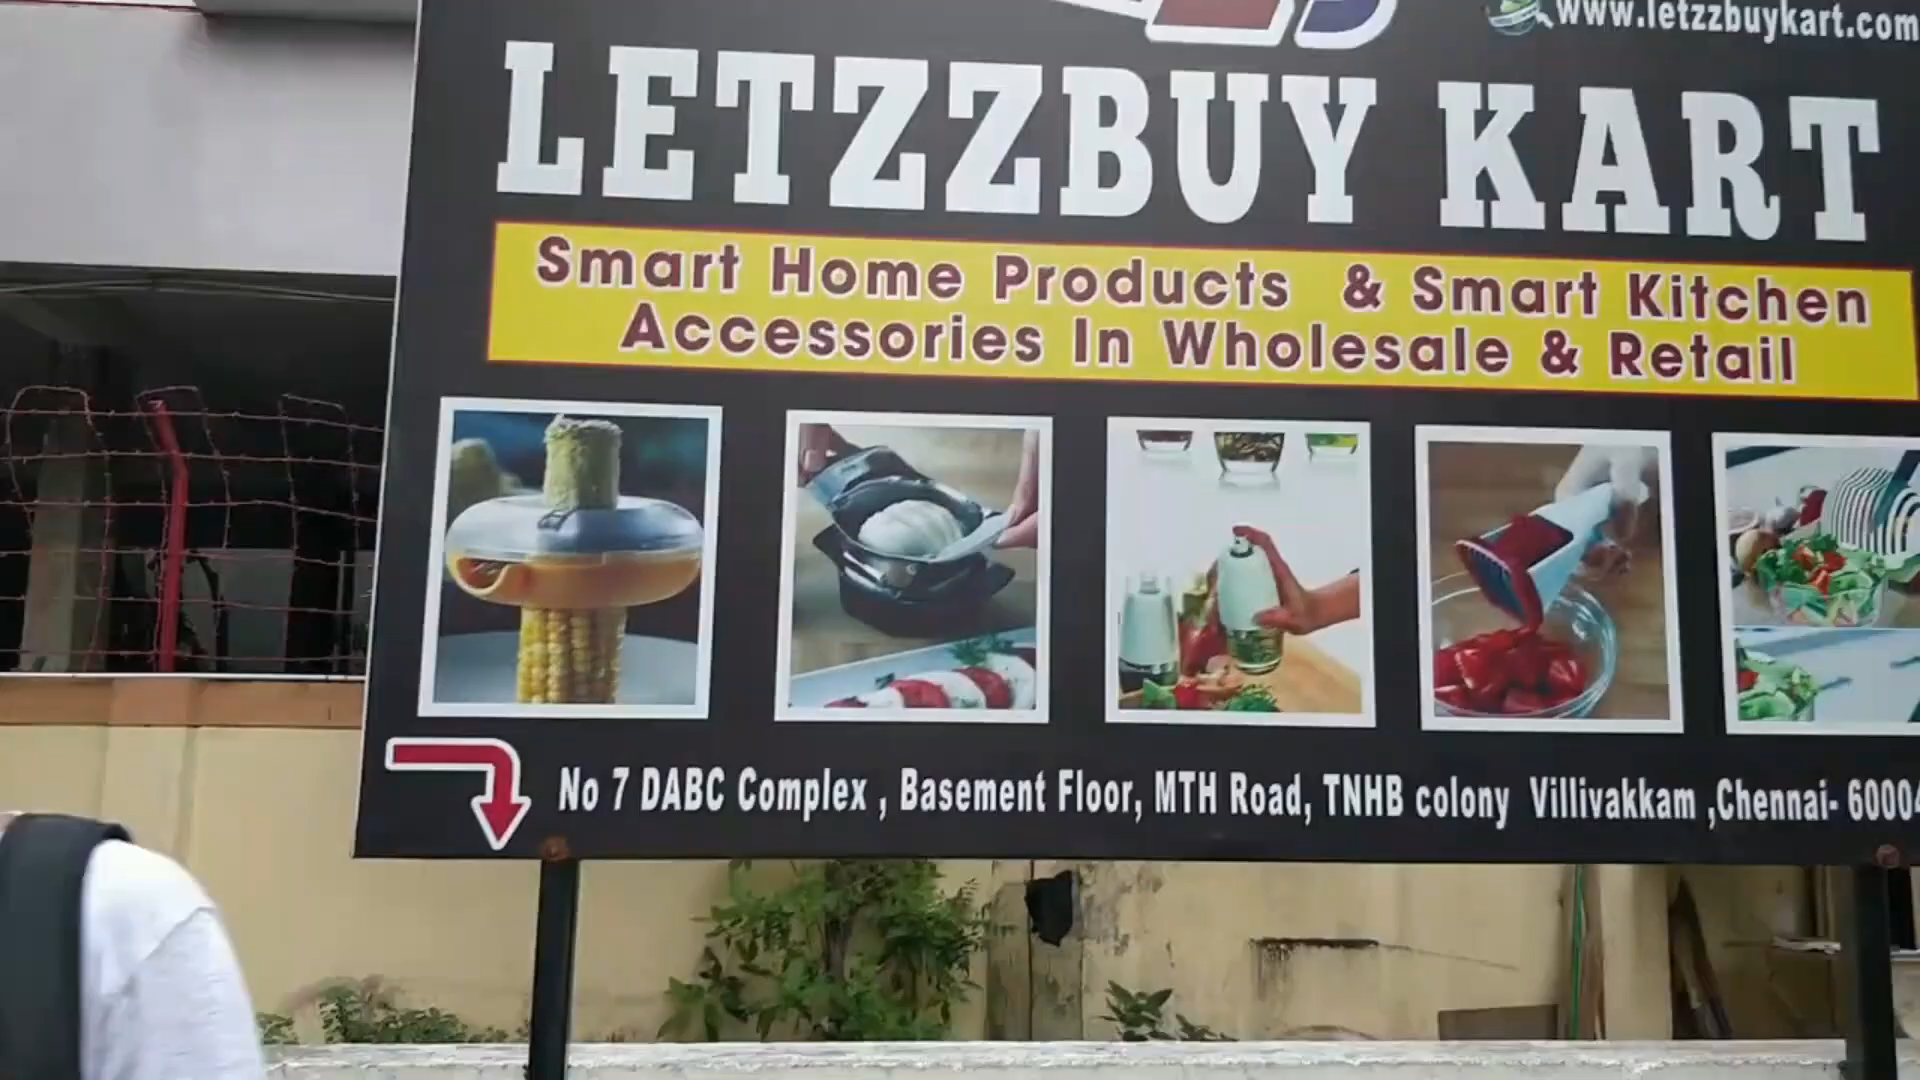 www.letzzbuykart.com
LETZZBUY KART
Smart Home Products & Smart Kitchen
Accessories In Wholesale & Retail
No 7 DABC Complex , Basement Floor, MTH Road, TNHB colony Villivakkam ,Chennai- 60004